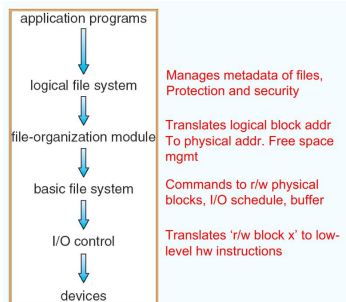 application programs
logical file system
Manages metadata of files,
Protection and security
file-organization module
Translates logical block addr
To physical addr. Free space
mgmt
basic file system
Commands to r/w physical
blocks, I/O schedule, buffer
I/O control
Translates ‘r/w block x’ to low-
level hw instructions
devices